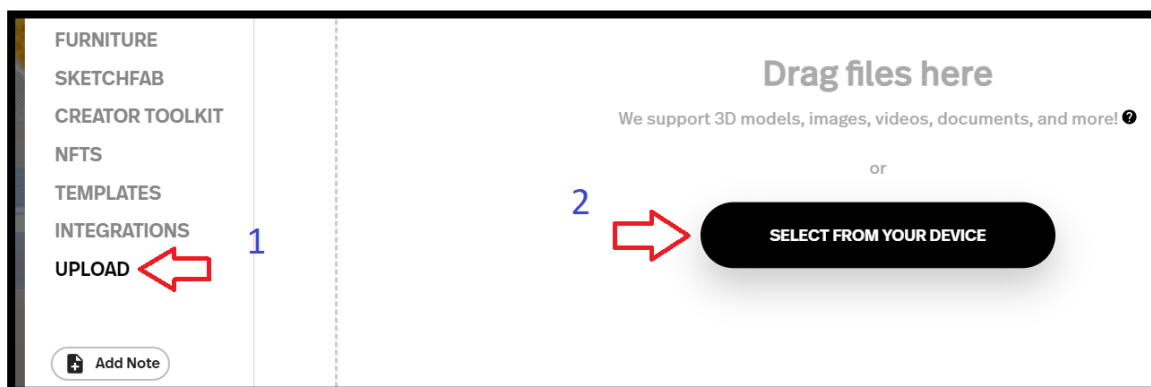 FURNITURE
SKETCHFAB
CREATOR TOOLKIT
NFTS
TEMPLATES
INTEGRATIONS
1
UPLOAD
Add Note
Drag files here
We support 3D models, images, videos, documents, and more! ?
or
2
SELECT FROM YOUR DEVICE